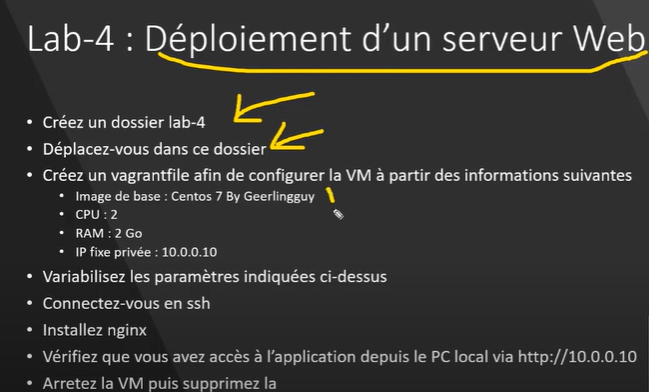 Lab-4 : Déploiement d'un serveur Web
• Créez un dossier lab-4
• Déplacez-vous dans ce dossier
• Créez un vagrantfile afin de configurer la VM à partir des informations suivantes
• Image de base : Centos 7 By Geerlingguy
• CPU : 2
• RAM : 2 Go
• IP fixe privée : 10.0.0.10
• Variabilisez les paramètres indiquées ci-dessus
• Connectez-vous en ssh
• Installez nginx
• Vérifiez que vous avez accès à l'application depuis le PC local via http://10.0.0.10
• Arretez la VM puis supprimez la